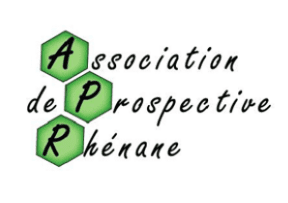 Association
de Prospective
Rhénane